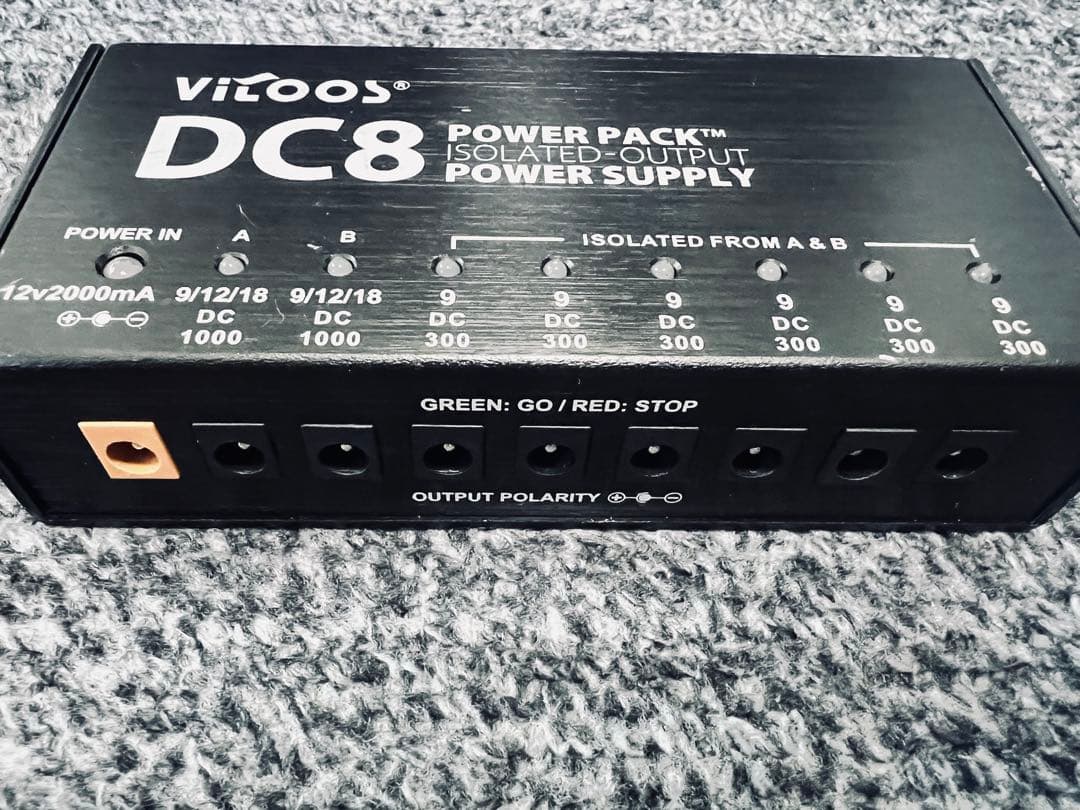 ViTOOS®
DC8 POWER PACK™
ISOLATED-OUTPUT
POWER SUPPLY
POWER IN A B ISOLATED FROM A & B
12v2000mA 9/12/18 9/12/18 9 9 9 9 9 9
DC DC DC DC DC DC DC DC
1000 1000 300 300 300 300 300 300
GREEN: GO / RED: STOP
OUTPUT POLARITY